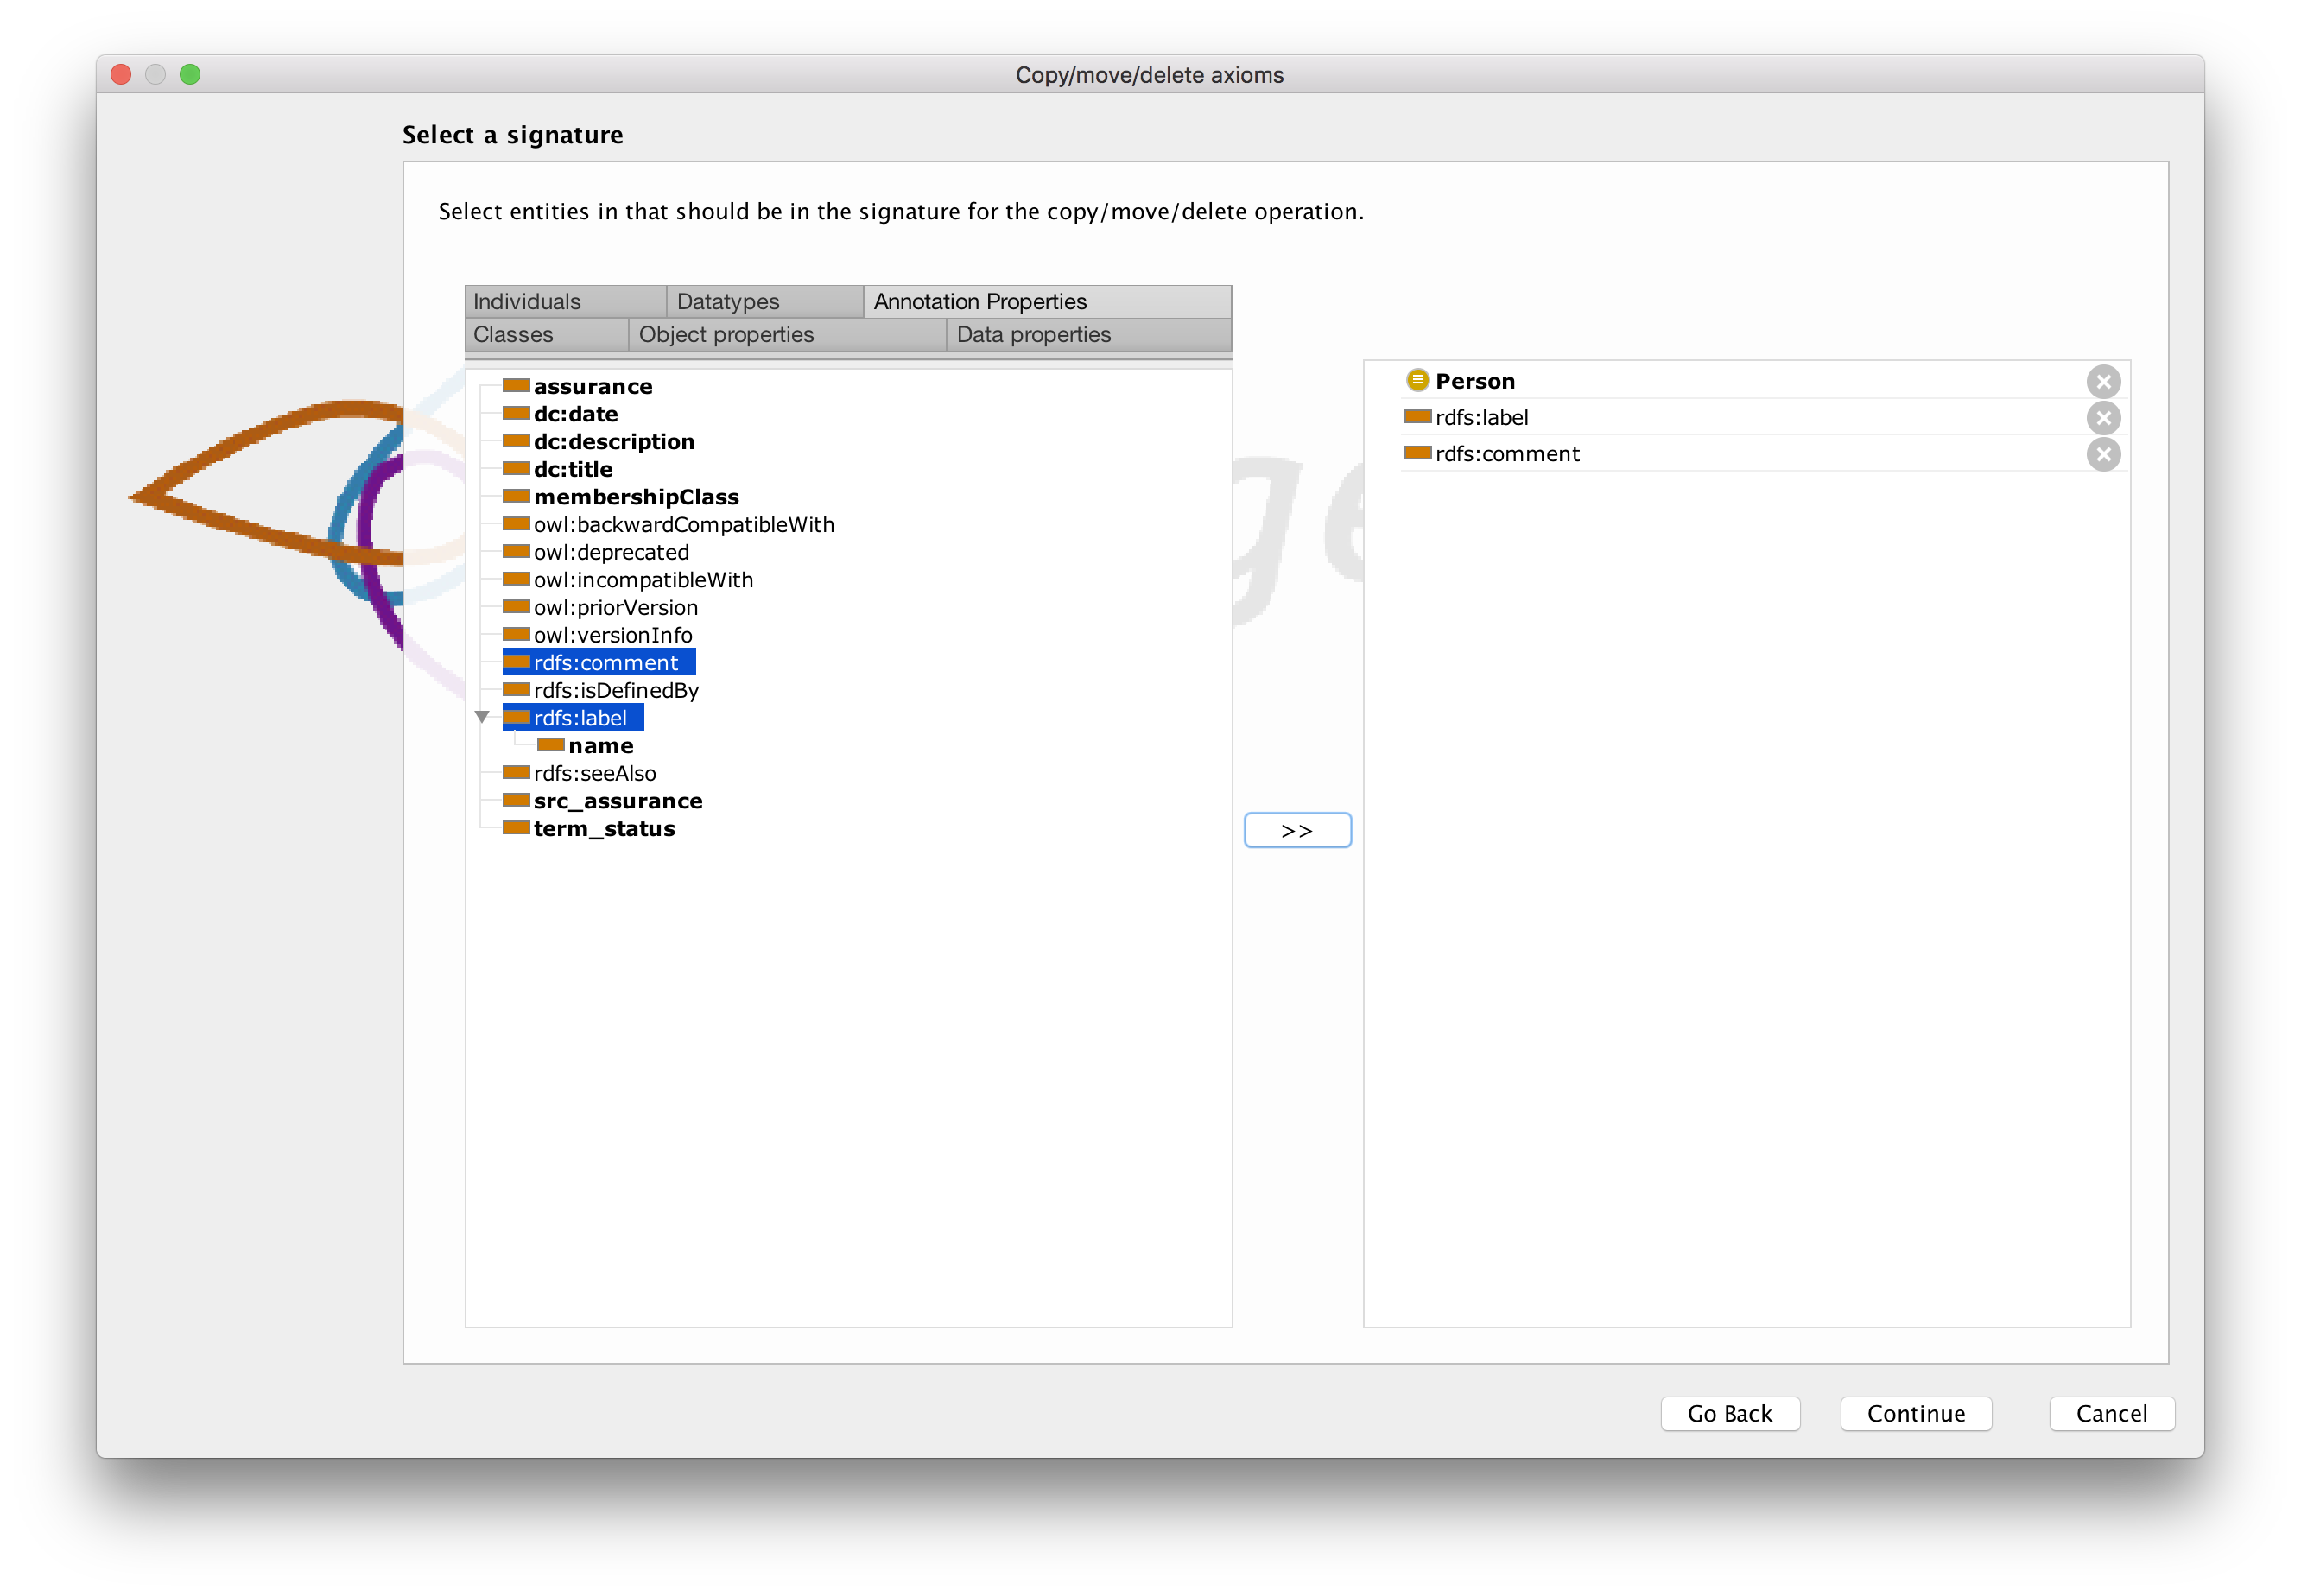 Copy/move/delete axioms
Select a signature
Select entities in that should be in the signature for the copy/move/delete operation.
Individuals Datatypes Annotation Properties
Classes Object properties Data properties
assurance
dc:date
dc:description
dc:title
membershipClass
owl:backwardCompatibleWith
owl:deprecated
owl:incompatibleWith
owl:priorVersion
owl:versionInfo
rdfs:comment
rdfs:isDefinedBy
rdfs:label
name
rdfs:seeAlso
src_assurance
term_status
>>
Person
rdfs:label
rdfs:comment
ge
Go Back Continue Cancel